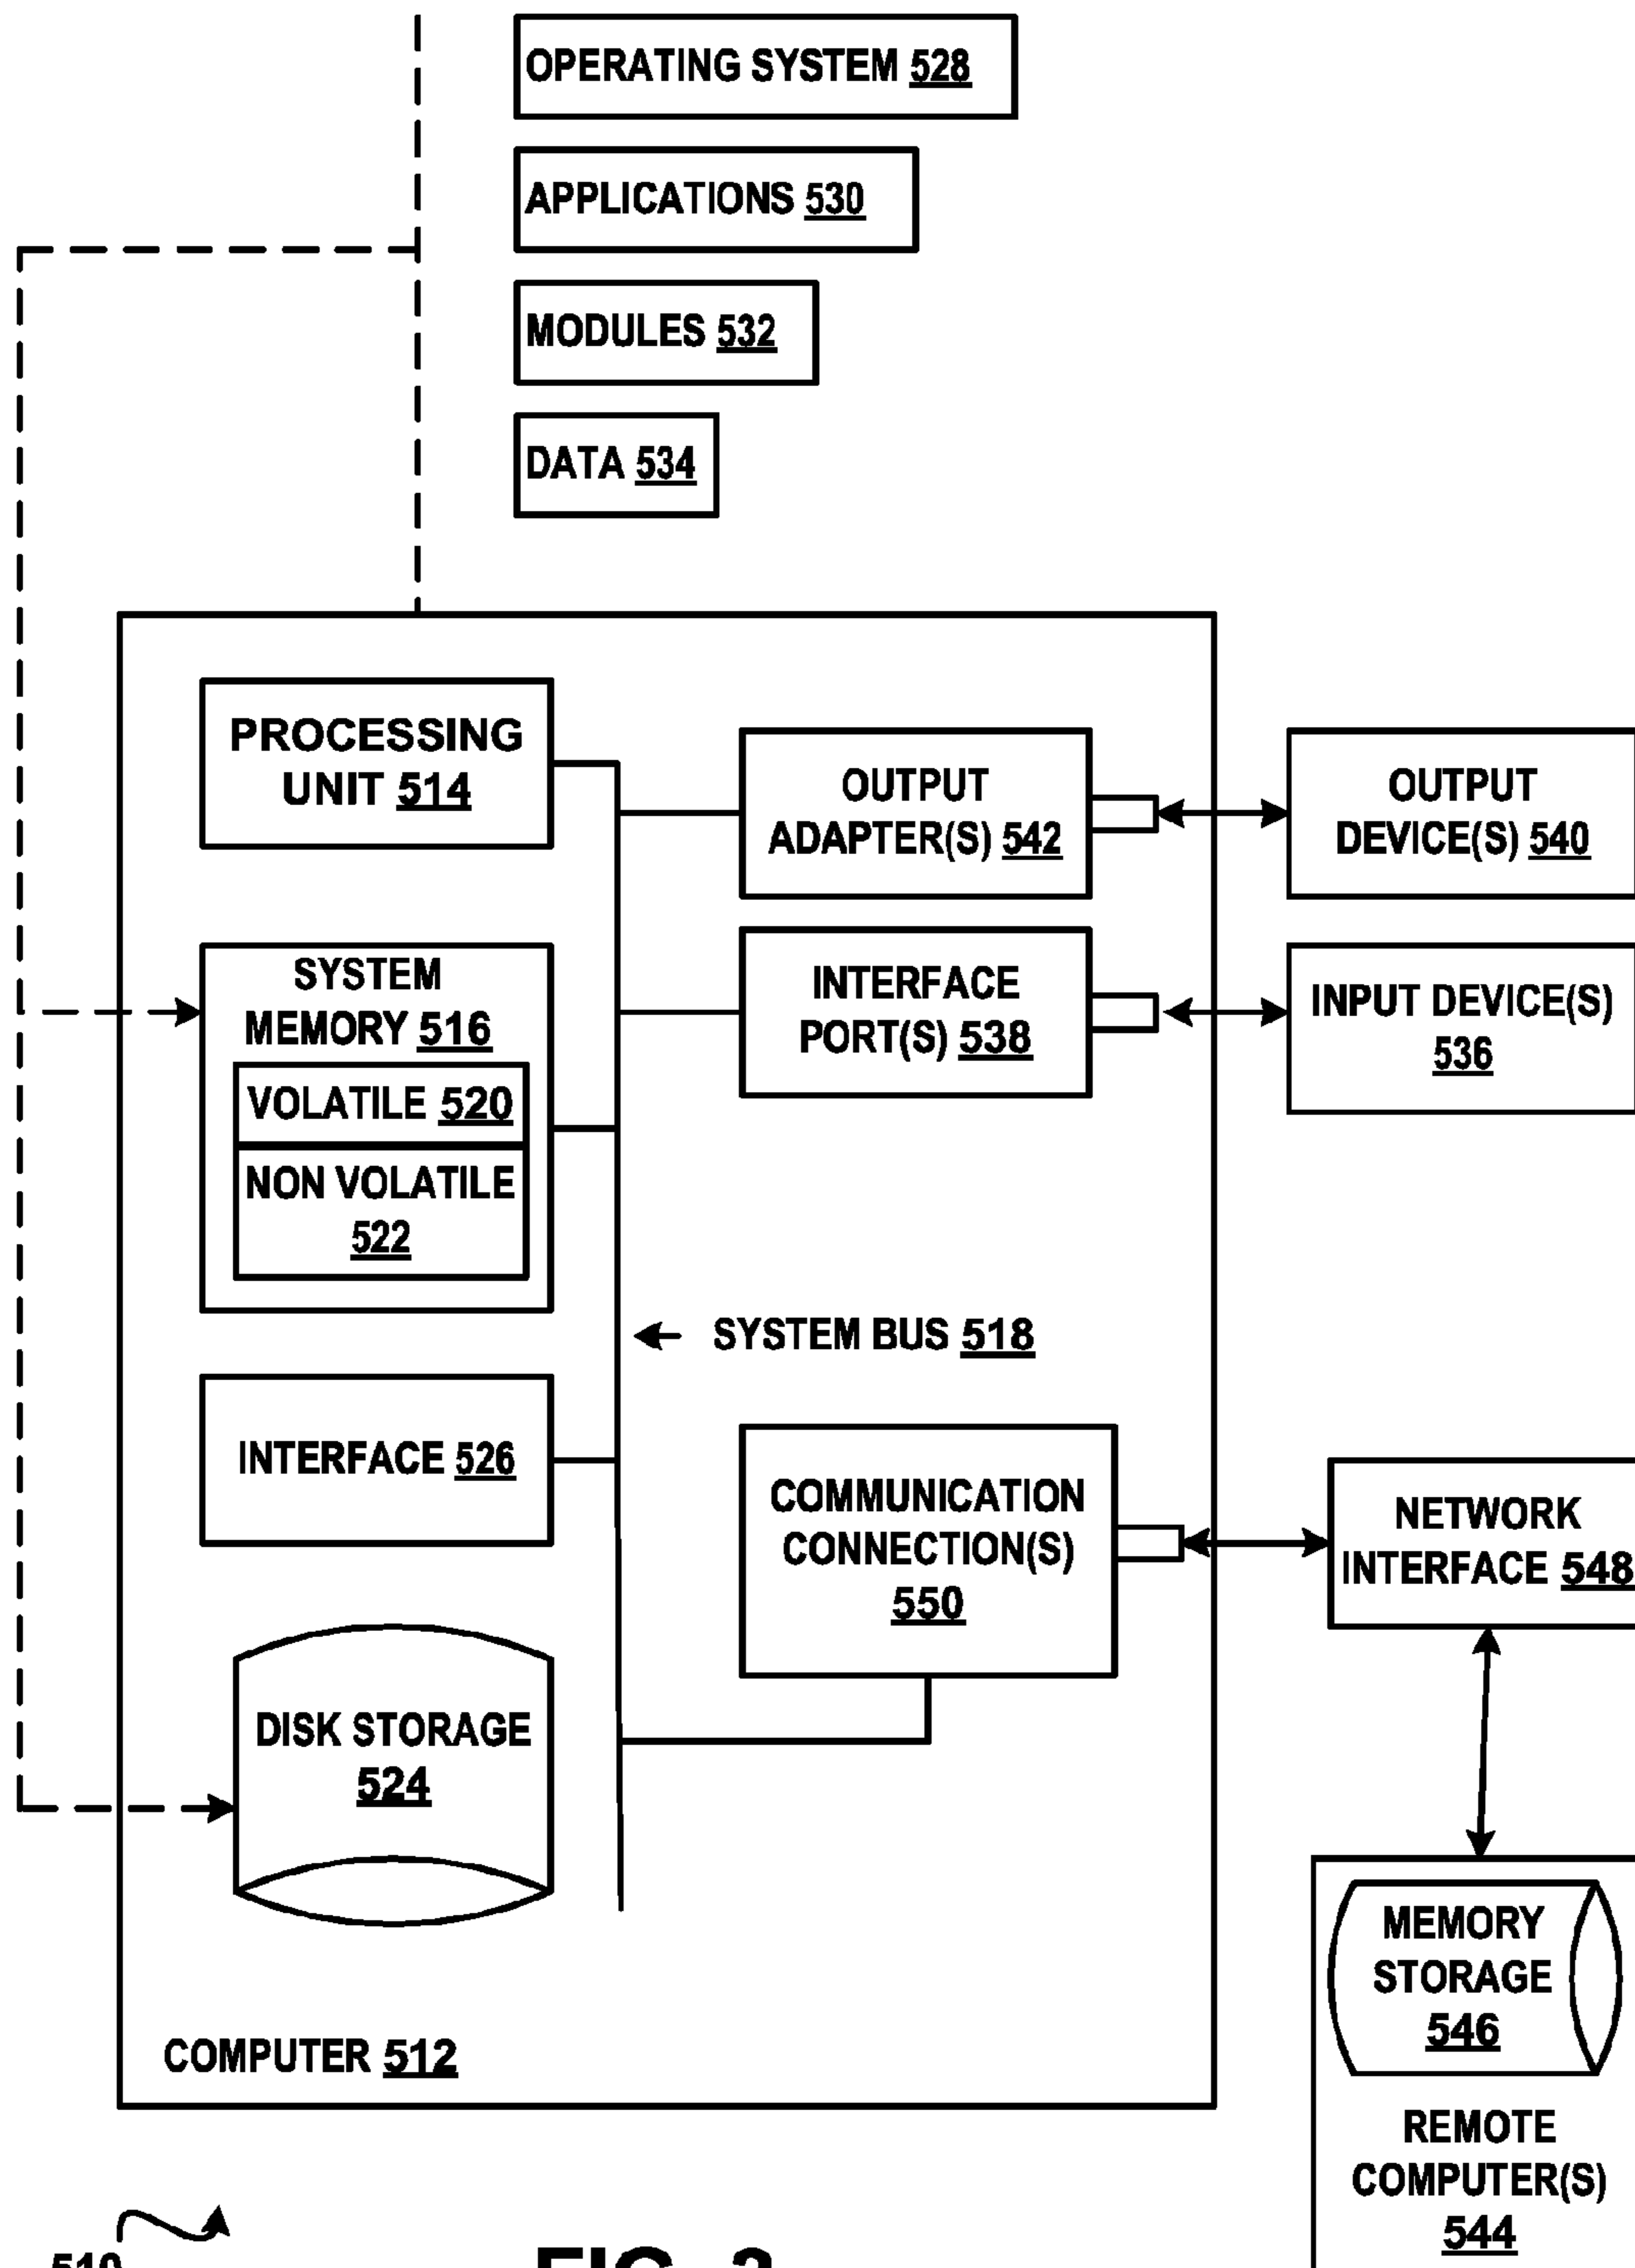 OPERATING SYSTEM 528
APPLICATIONS 530
MODULES 532
DATA 534
PROCESSING
UNIT 514
OUTPUT
ADAPTER(S) 542
OUTPUT
DEVICE(S) 540
SYSTEM
MEMORY 516
VOLATILE 520
NON VOLATILE
522
INTERFACE
PORT(S) 538
INPUT DEVICE(S)
536
SYSTEM BUS 518
INTERFACE 526
COMMUNICATION
CONNECTION(S)
550
NETWORK
INTERFACE 548
DISK STORAGE
524
MEMORY
STORAGE
546
REMOTE
COMPUTER(S)
544
COMPUTER 512
FIG.